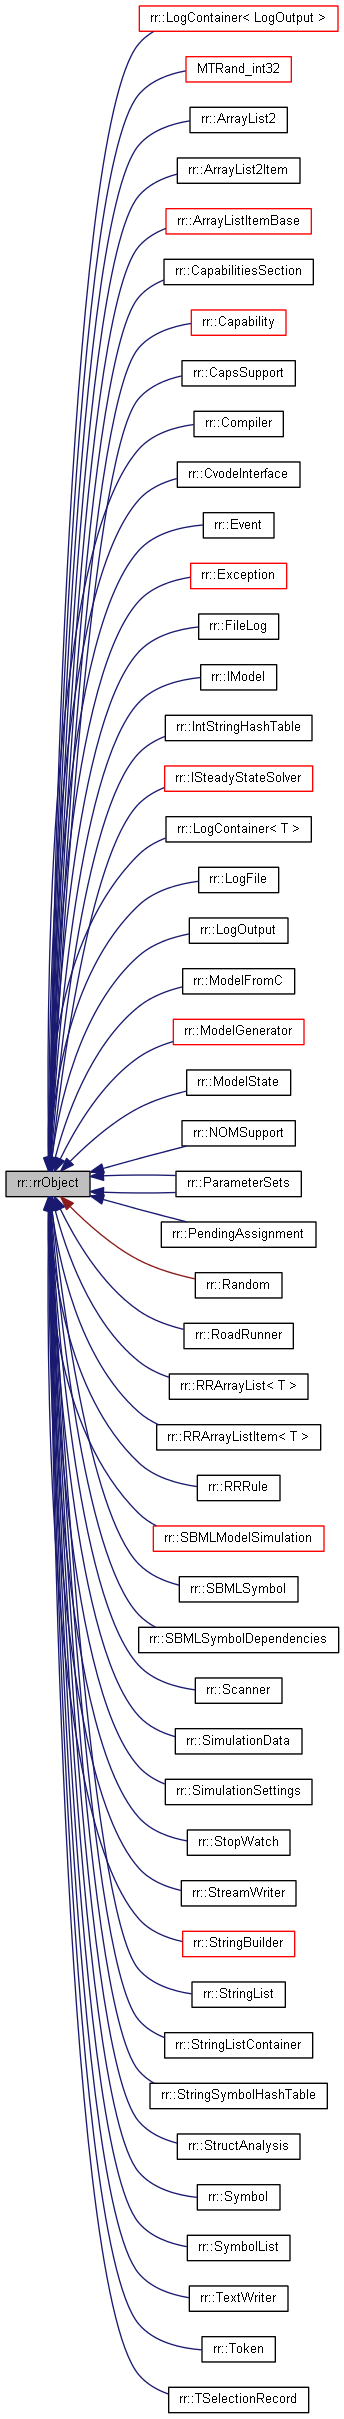 rr::LogContainer< LogOutput >
MTRand_int32
rr::ArrayList2
rr::ArrayList2Item
rr::ArrayListItemBase
rr::CapabilitiesSection
rr::Capability
rr::CapsSupport
rr::Compiler
rr::CvodeInterface
rr::Event
rr::Exception
rr::FileLog
rr::IModel
rr::IntStringHashTable
rr::ISteadyStateSolver
rr::LogContainer< T >
rr::LogFile
rr::LogOutput
rr::ModelFromC
rr::ModelGenerator
rr::ModelState
rr::NOMSupport
rr::rrObject
rr::ParameterSets
rr::PendingAssignment
rr::Random
rr::RoadRunner
rr::RRArrayList< T >
rr::RRArrayListItem< T >
rr::RRRule
rr::SBMLModelSimulation
rr::SBMLSymbol
rr::SBMLSymbolDependencies
rr::Scanner
rr::SimulationData
rr::SimulationSettings
rr::StopWatch
rr::StreamWriter
rr::StringBuilder
rr::StringList
rr::StringListContainer
rr::StringSymbolHashTable
rr::StructAnalysis
rr::Symbol
rr::SymbolList
rr::TextWriter
rr::Token
rr::TSelectionRecord